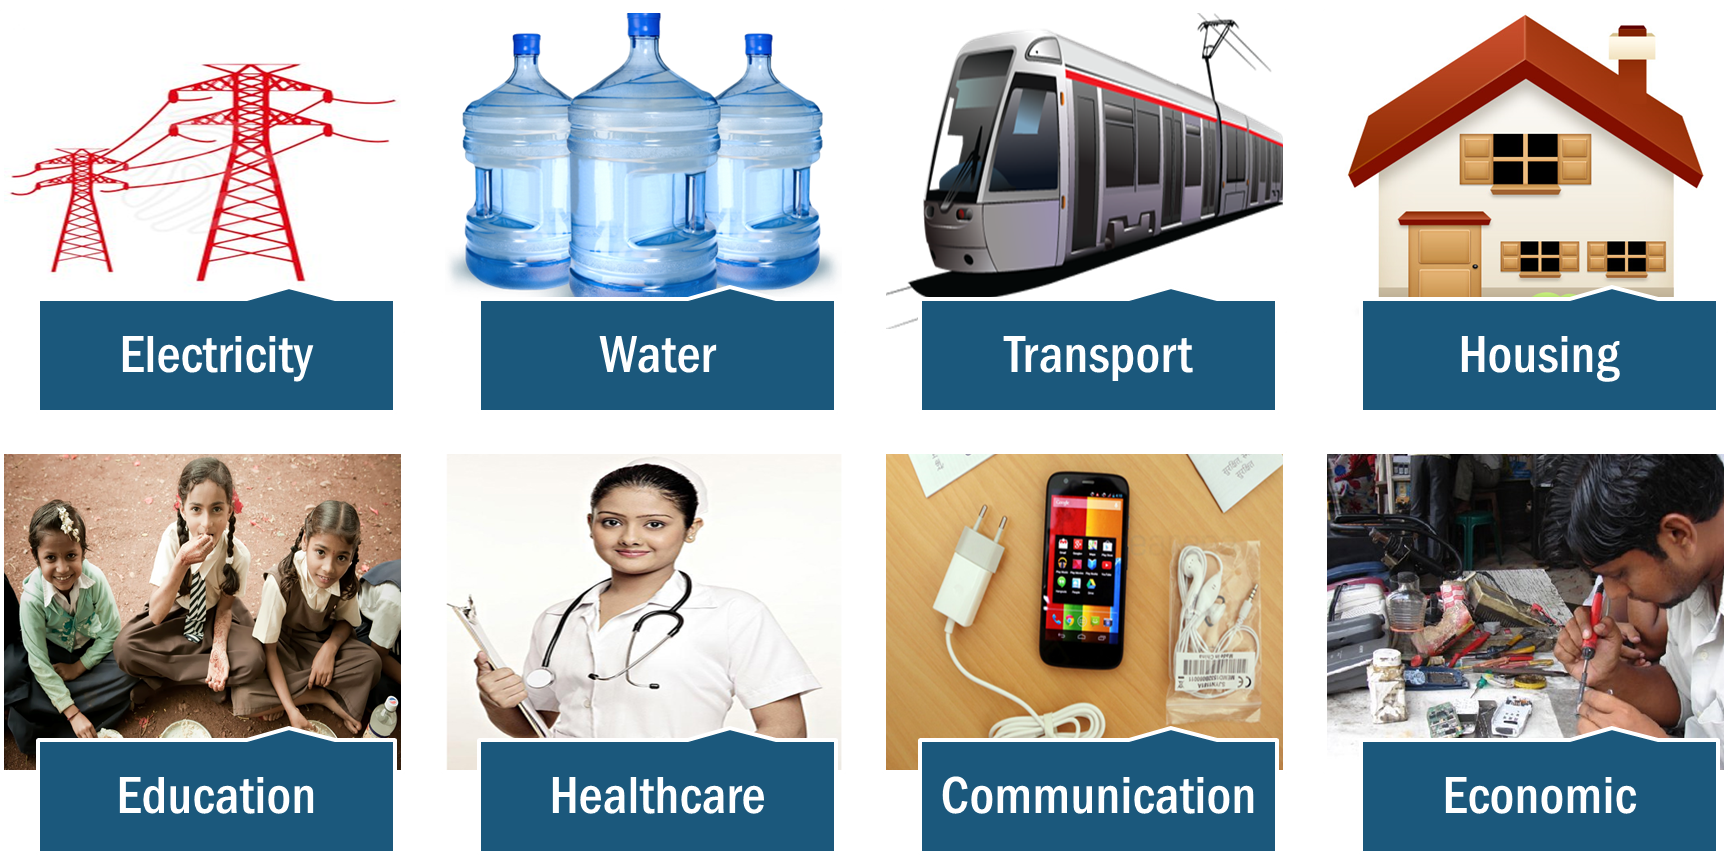 Electricity
Water
Transport
Housing
Education
Healthcare
Communication
Economic